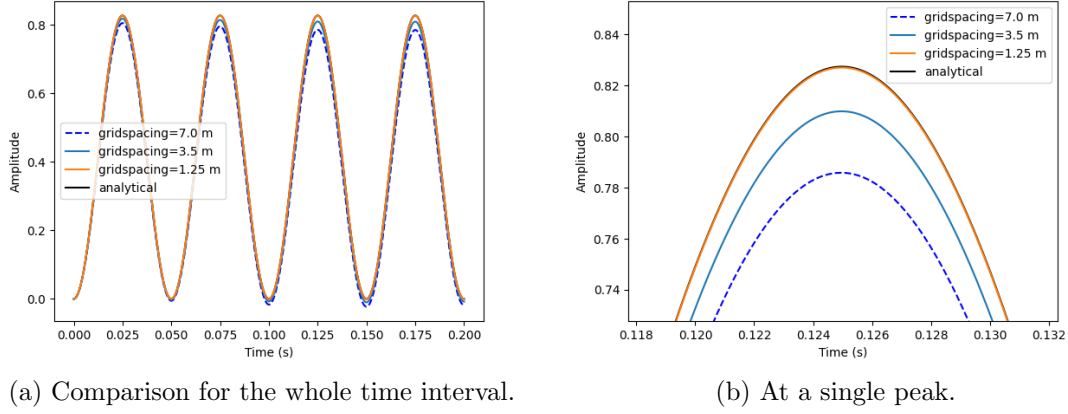 0.8
0.6
0.4
0.2
0.0
Amplitude
gridspacing=7.0 m
gridspacing=3.5 m
gridspacing=1.25 m
analytical
0.000 0.025 0.050 0.075 0.100 0.125 0.150 0.175 0.200
Time (s)
(a) Comparison for the whole time interval.
0.84
0.82
0.80
0.78
0.76
0.74
Amplitude
gridspacing=7.0 m
gridspacing=3.5 m
gridspacing=1.25 m
analytical
0.118 0.120 0.122 0.124 0.126 0.128 0.130 0.132
Time (s)
(b) At a single peak.